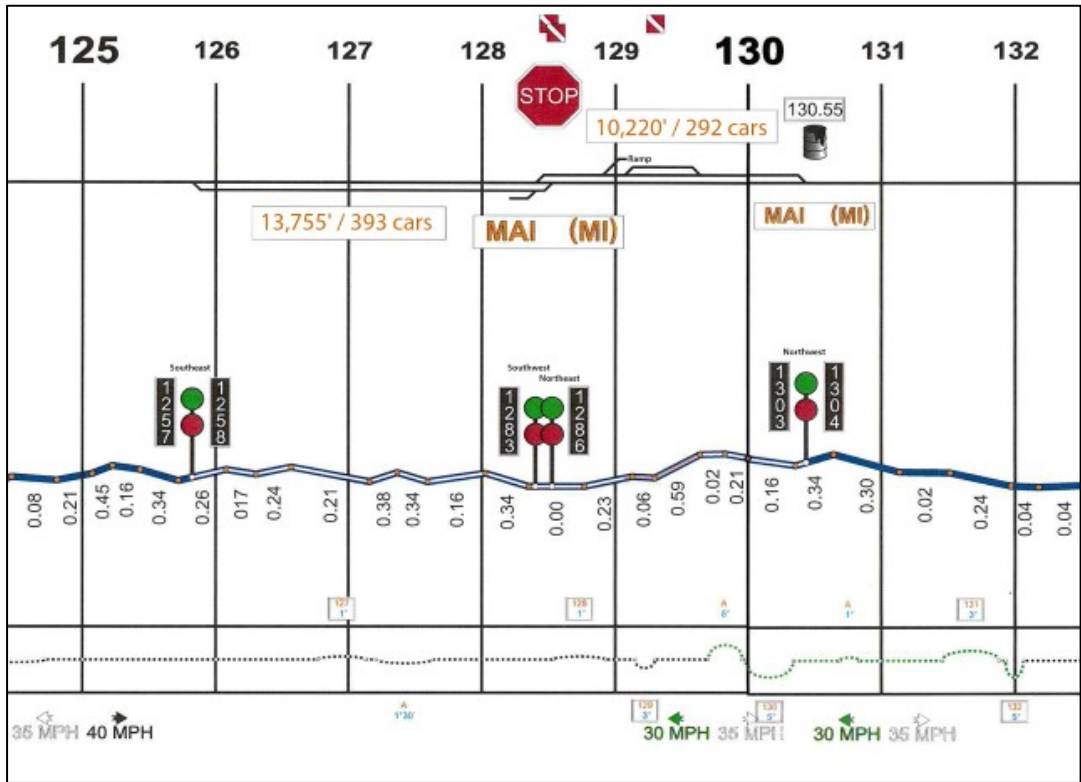 125 126 127 128 129 130 131 132
STOP
10,220' / 292 cars
130.55
Ramp
13,755' / 393 cars
MAI (MI)
MAI (MI)
Southeast
1257
1258
Southwest
Northeast
1283
1286
Northwest
1303
1304
0.08 0.21 0.45 0.16 0.34 0.26 017 0.24 0.21 0.38 0.34 0.16 0.34 0.00 0.23 0.06 0.59 0.02 0.21 0.16 0.34 0.30 0.02 0.24 0.04 0.04
127
1°
128
1°
A
8°
A
1°
131
3°
A
1°30'
129
3°
130
5°
132
5°
35 MPH 40 MPH
30 MPH 35 MPH
30 MPH 35 MPH